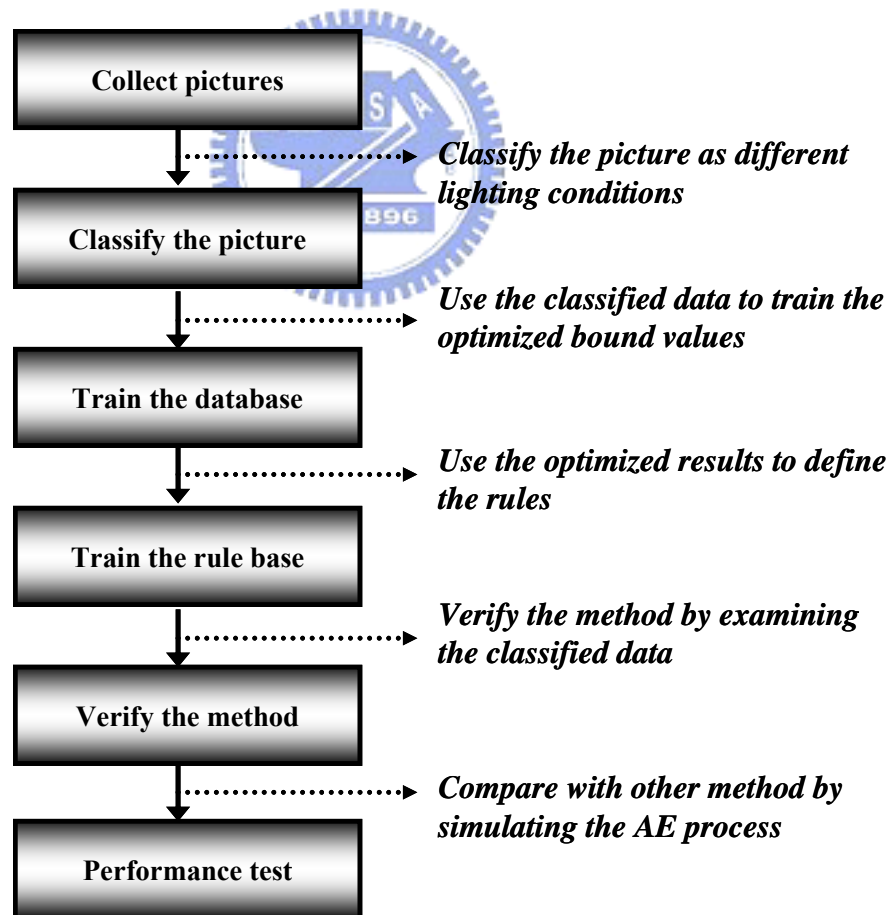 Collect pictures
S A
Classify the picture as different
lighting conditions
896
Classify the picture
Use the classified data to train the
optimized bound values
Train the database
Use the optimized results to define
the rules
Train the rule base
Verify the method by examining
the classified data
Verify the method
Compare with other method by
simulating the AE process
Performance test